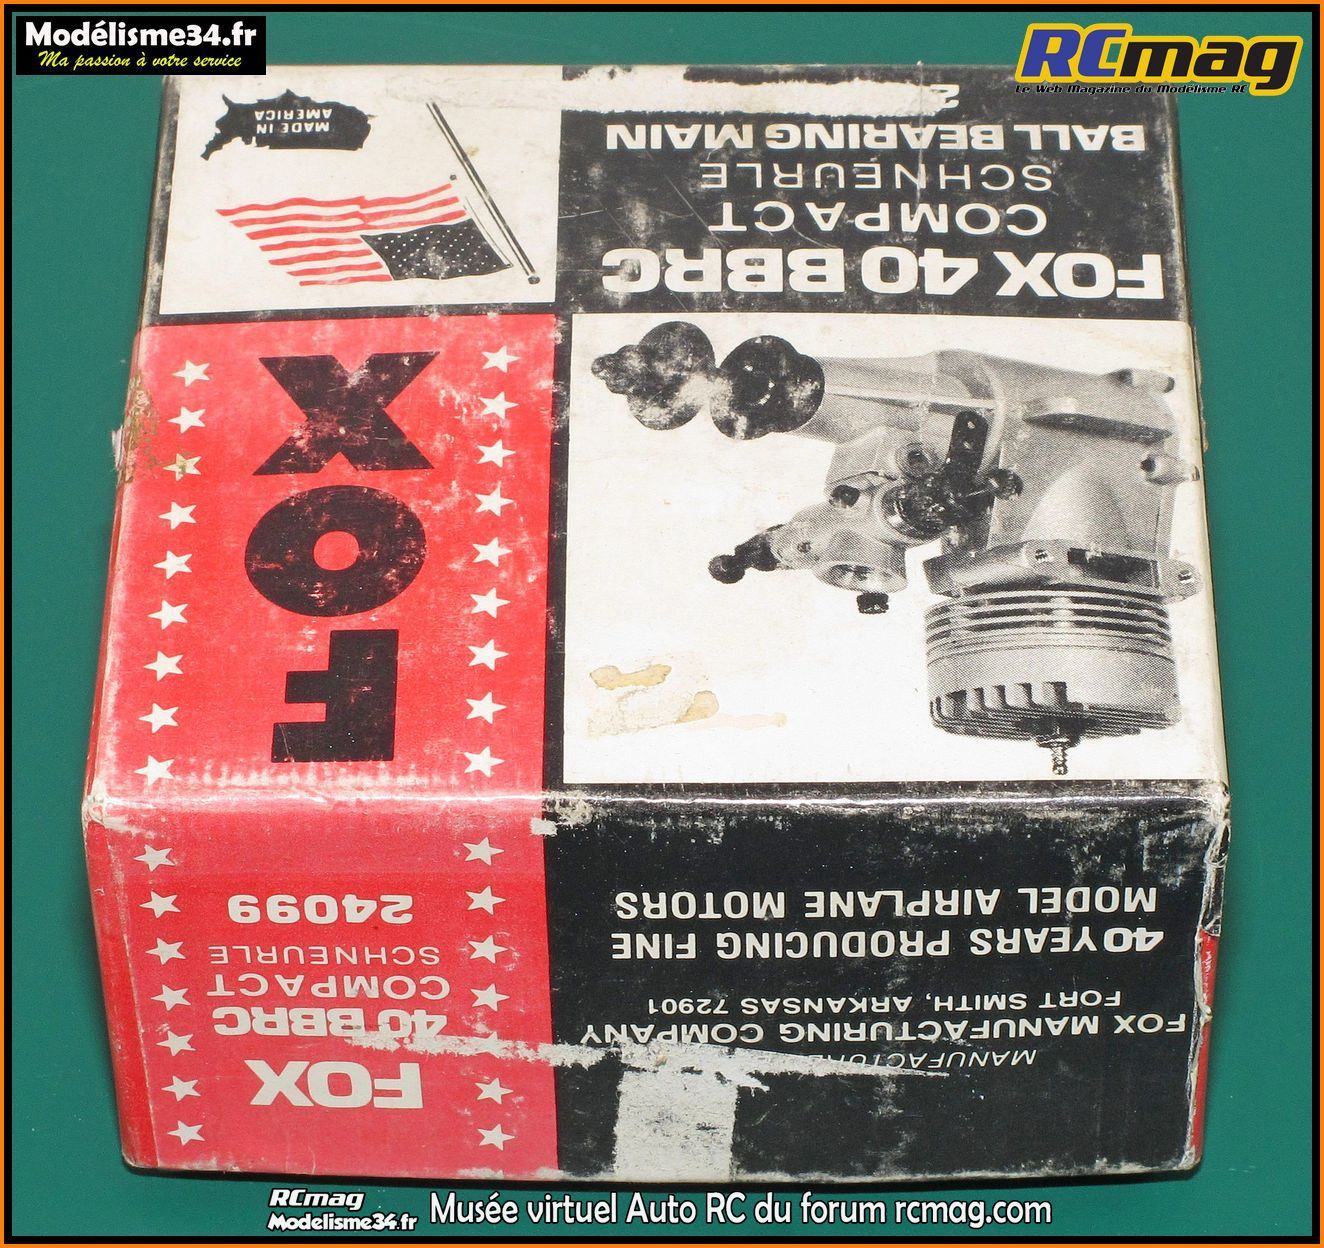 Modélisme34.fr
Ma passion à votre service
RCmag
Le Web Magazine du Modélisme RC
MADE IN
AMERICA
FOX
FOX 40 BBRC
COMPACT
SCHNEURLE
BALL BEARING MAIN
2
FOX
40 BBRC
COMPACT
SCHNEURLE
24099
FOX MANUFACTURING COMPANY
FORT SMITH, ARKANSAS 72901
40 YEARS PRODUCING FINE
MODEL AIRPLANE MOTORS
RCmag
Modelisme34.fr
Musée virtuel Auto RC du forum rcmag.com